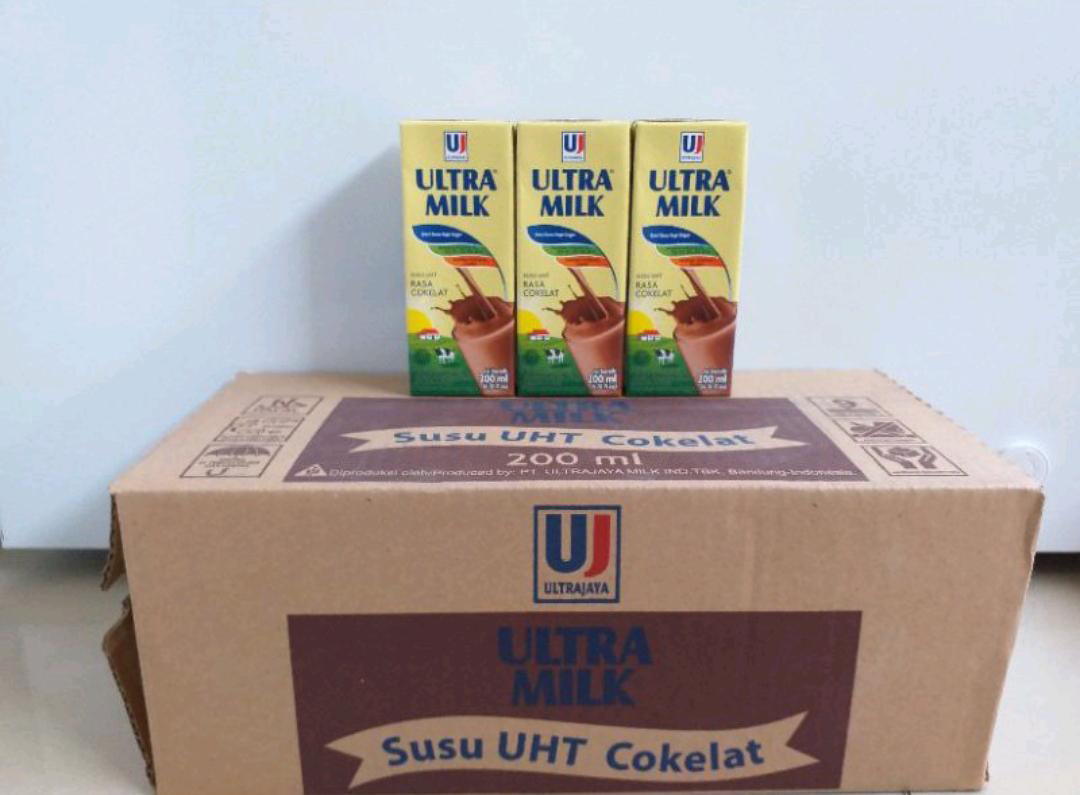 UJ
ULTRA
MILK
SUSU UHT
RASA
COKELAT
200 ml
UJ
ULTRA
MILK
SUSU UHT
RASA
COKELAT
200 ml
UJ
ULTRA
MILK
SUSU UHT
RASA
COKELAT
200 ml
ULTRA
MILK
Susu UHT Cokelat
200 ml
Diproduksi oleh/Produced by: PT. ULTRAJAYA MILK IND.TBK, Bandung-Indonesia.
UJ
ULTRAJAYA
ULTRA
MILK
Susu UHT Cokelat